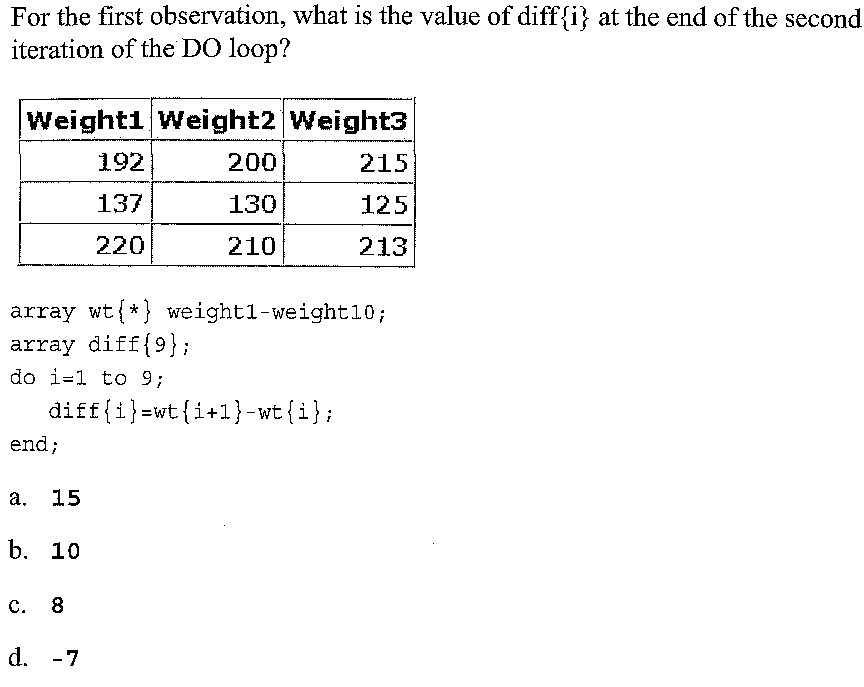 For the first observation, what is the value of diff{i} at the end of the second
iteration of the DO loop?
Weight1 Weight2 Weight3
192 200 215
137 130 125
220 210 213
array wt{*} weight1-weight10;
array diff{9};
do i=1 to 9;
diff{i}=wt{i+1}-wt{i};
end;
a. 15
b. 10
c. 8
d. -7